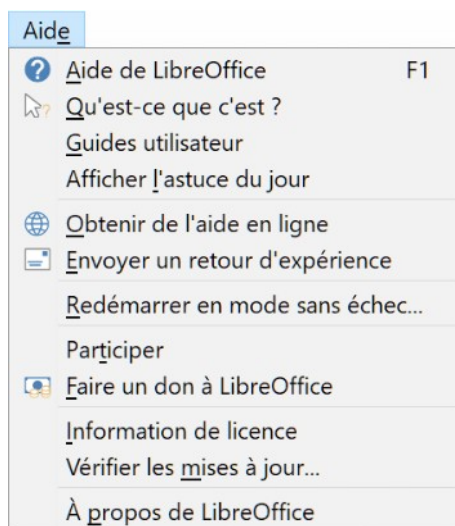 Aide
Aide de LibreOffice F1
Qu'est-ce que c'est ?
Guides utilisateur
Afficher l'astuce du jour
Obtenir de l'aide en ligne
Envoyer un retour d'expérience
Redémarrer en mode sans échec...
Participer
Faire un don à LibreOffice
Information de licence
Vérifier les mises à jour...
À propos de LibreOffice